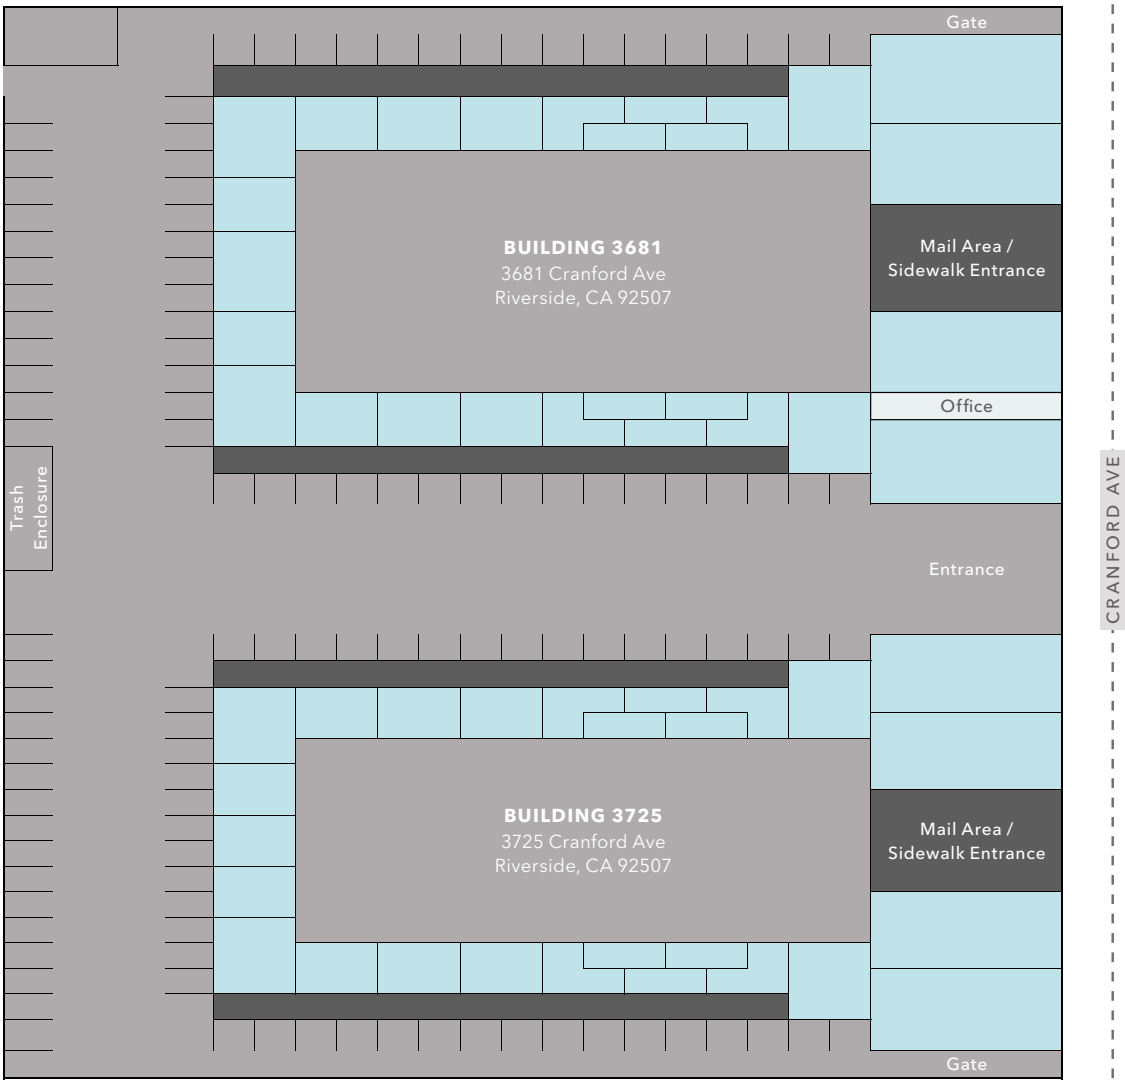 Gate
BUILDING 3681
3681 Cranford Ave
Riverside, CA 92507
Mail Area /
Sidewalk Entrance
Office
Trash
Enclosure
Entrance
CRANFORD AVE
BUILDING 3725
3725 Cranford Ave
Riverside, CA 92507
Mail Area /
Sidewalk Entrance
Gate